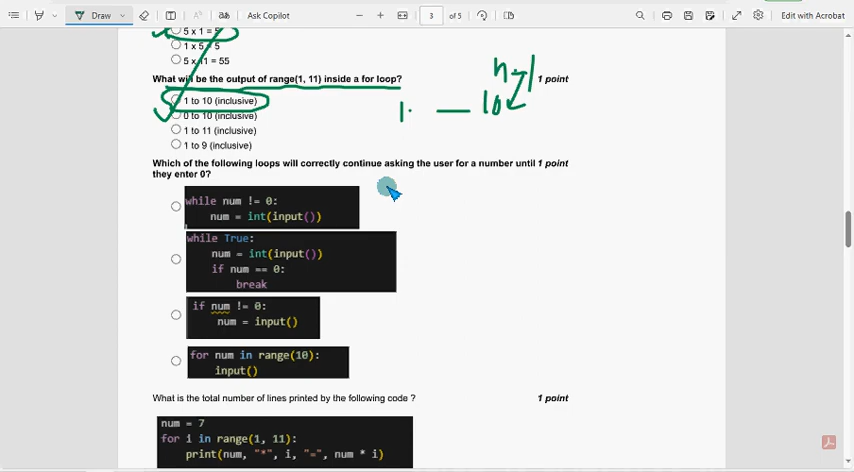 Draw
Ask Copilot
3
of 5
Edit with Acrobat
5 x 1 = 5
1 x 5 = 5
5 x 11 = 55
What will be the output of range(1, 11) inside a for loop?
1 point
n-1
1 to 10 (inclusive)
1. — 10
0 to 10 (inclusive)
1 to 11 (inclusive)
1 to 9 (inclusive)
Which of the following loops will correctly continue asking the user for a number until
1 point
they enter 0?
while num != 0:
num = int(input())
while True:
num = int(input())
if num == 0:
break
if num != 0:
num = input()
for num in range(10):
input()
What is the total number of lines printed by the following code ?
1 point
num = 7
for i in range(1, 11):
print(num, "*", i, "=", num * i)